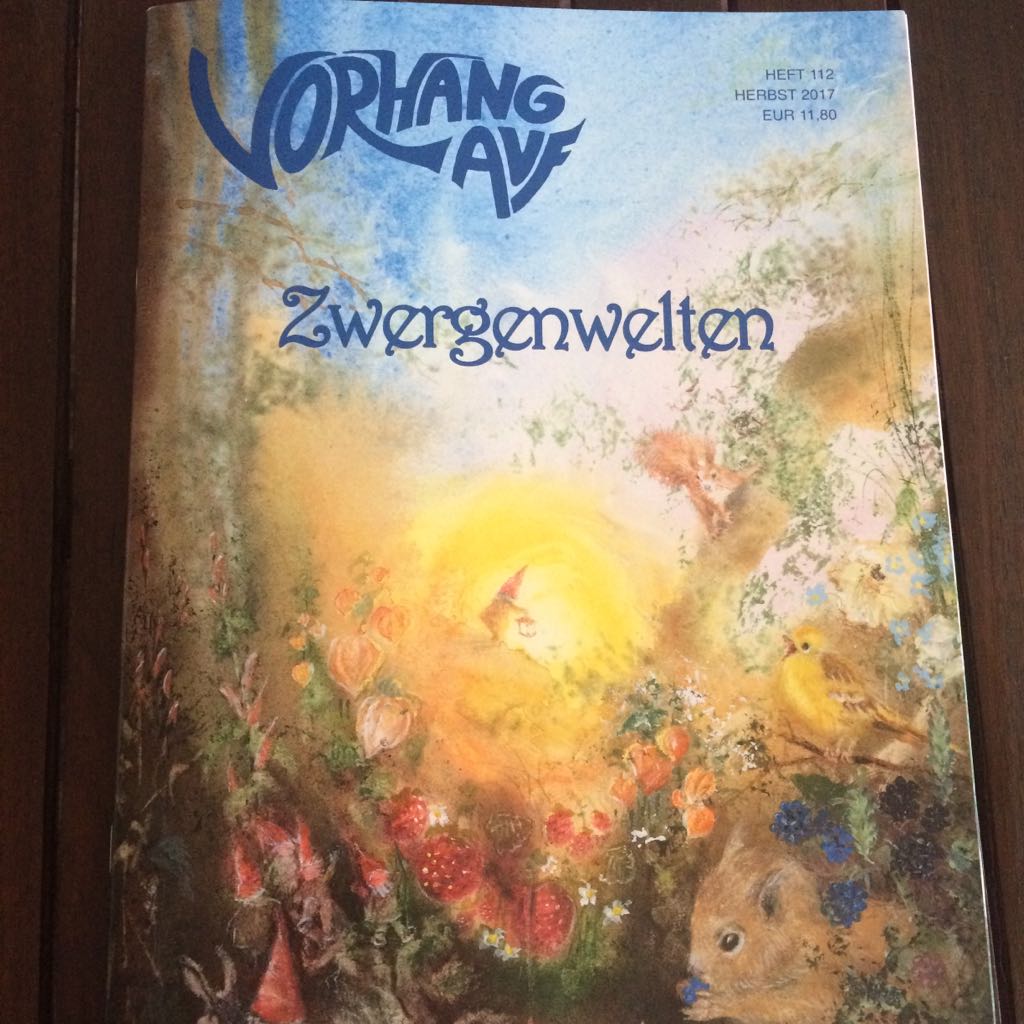 VORHANG
AUF
HEFT 112
HERBST 2017
EUR 11,80
Zwergenwelten